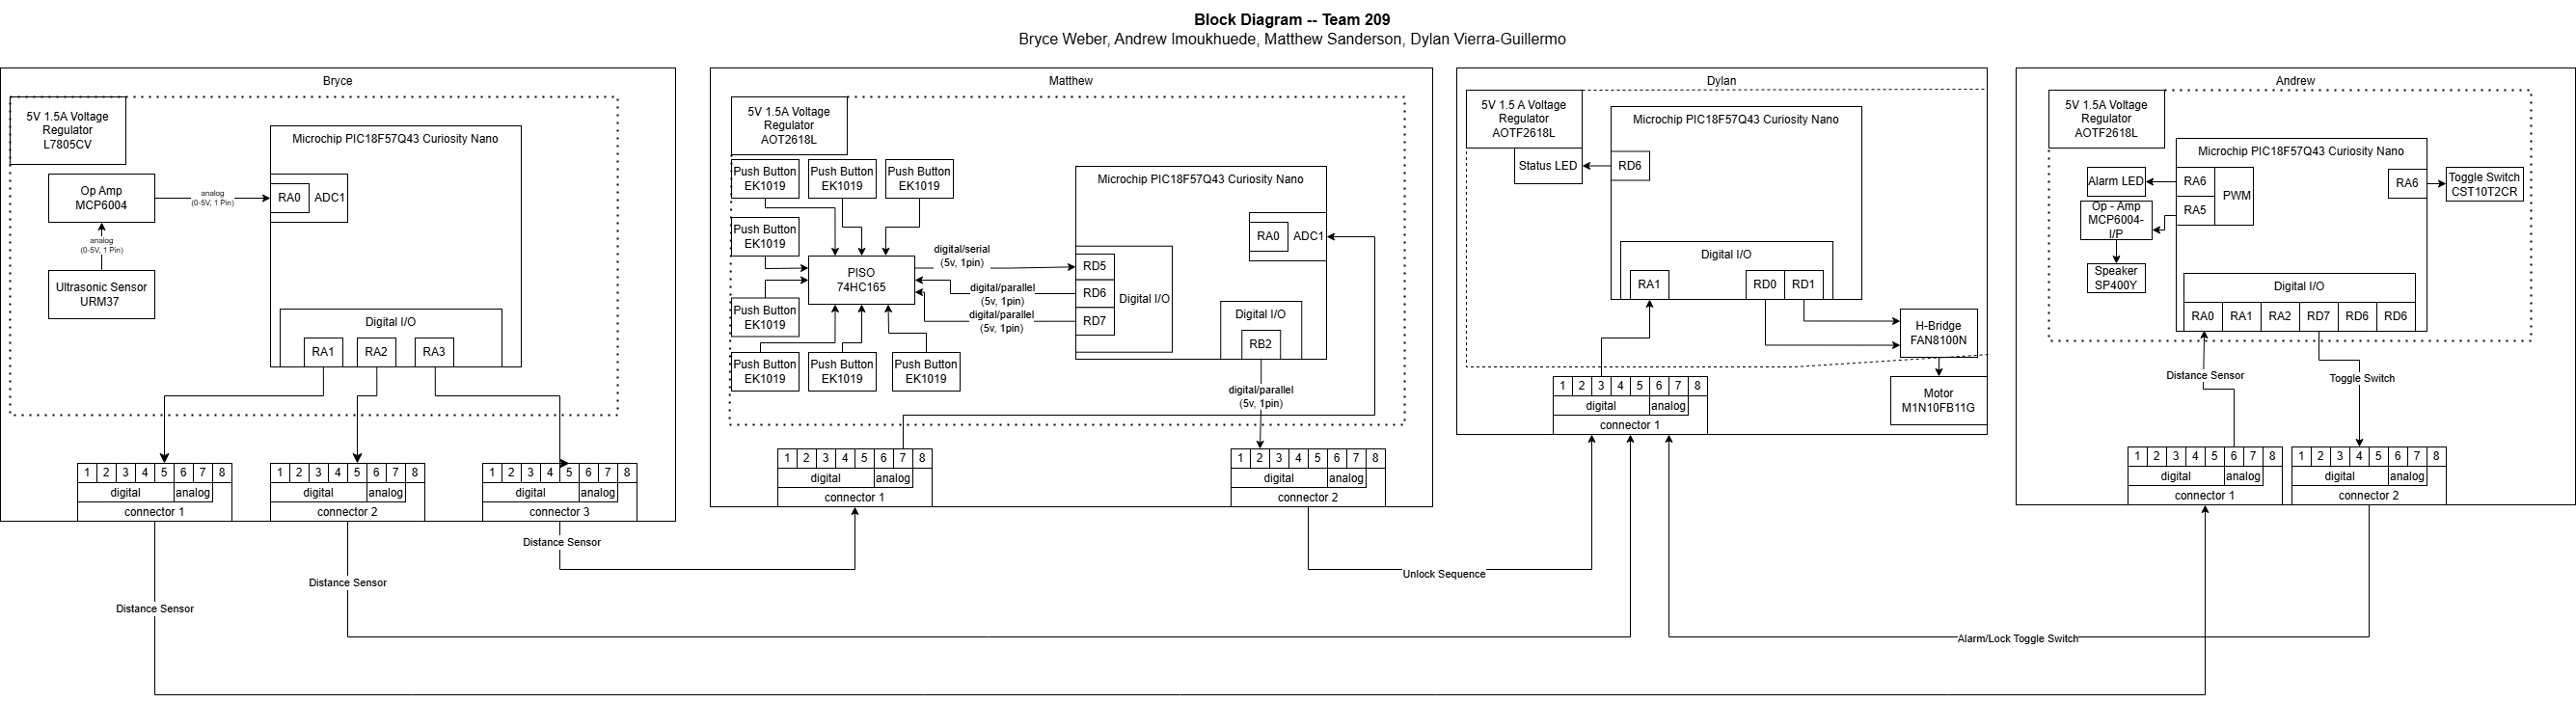 Block Diagram -- Team 209
Bryce Weber, Andrew Imoukhuede, Matthew Sanderson, Dylan Vierra-Guillermo
Bryce
5V 1.5A Voltage
Regulator
L7805CV
Op Amp
MCP6004
analog
(0-5V, 1 Pin)
analog
(0-5V, 1 Pin)
Ultrasonic Sensor
URM37
Microchip PIC18F57Q43 Curiosity Nano
RA0 ADC1
Digital I/O
RA1 RA2 RA3
1 2 3 4 5 6 7 8
digital analog
connector 1
1 2 3 4 5 6 7 8
digital analog
connector 2
1 2 3 4 5 6 7 8
digital analog
connector 3
Distance Sensor
Distance Sensor
Distance Sensor
Matthew
5V 1.5A Voltage
Regulator
AOT2618L
Push Button
EK1019
Push Button
EK1019
Push Button
EK1019
Push Button
EK1019
Push Button
EK1019
Push Button
EK1019
Push Button
EK1019
Push Button
EK1019
PISO
74HC165
digital/serial
(5v, 1pin)
digital/parallel
(5v, 1pin)
digital/parallel
(5v, 1pin)
Microchip PIC18F57Q43 Curiosity Nano
RD5
RD6
RD7
Digital I/O
RA0 ADC1
Digital I/O
RB2
digital/parallel
(5v, 1pin)
1 2 3 4 5 6 7 8
digital analog
connector 1
1 2 3 4 5 6 7 8
digital analog
connector 2
Unlock Sequence
Dylan
5V 1.5 A Voltage
Regulator
AOTF2618L
Status LED
Microchip PIC18F57Q43 Curiosity Nano
RD6
Digital I/O
RA1 RD0 RD1
H-Bridge
FAN8100N
Motor
M1N10FB11G
1 2 3 4 5 6 7 8
digital analog
connector 1
Alarm/Lock Toggle Switch
Andrew
5V 1.5A Voltage
Regulator
AOTF2618L
Microchip PIC18F57Q43 Curiosity Nano
Alarm LED
RA6
RA5
PWM
RA6
Toggle Switch
CST10T2CR
Op - Amp
MCP6004-
I/P
Speaker
SP400Y
Digital I/O
RA0 RA1 RA2 RD7 RD6 RD6
Distance Sensor
Toggle Switch
1 2 3 4 5 6 7 8
digital analog
connector 1
1 2 3 4 5 6 7 8
digital analog
connector 2